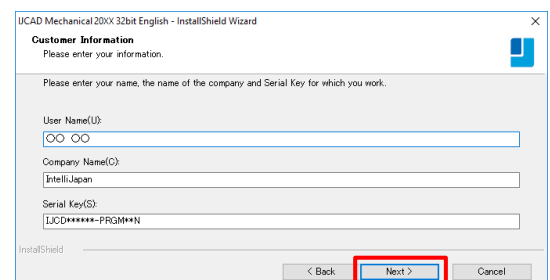 IJCAD Mechanical 20XX 32bit English - InstallShield Wizard
Customer Information
Please enter your information.
Please enter your name, the name of the company and Serial Key for which you work.
User Name(U):
〇〇 〇〇
Company Name(C):
IntelliJapan
Serial Key(S):
IJCD******-PRGM**N
InstallShield
< Back Next > Cancel